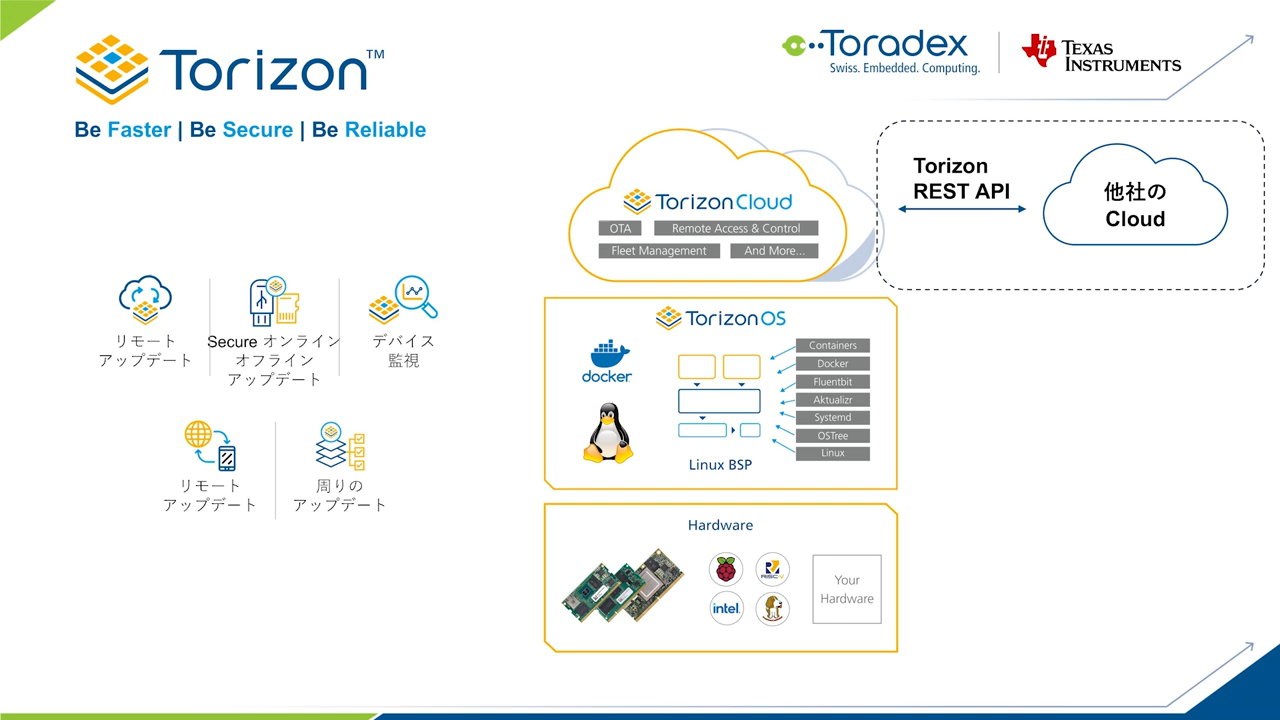 Torizon™
Be Faster | Be Secure | Be Reliable
Toradex
Swiss. Embedded. Computing.
TEXAS
INSTRUMENTS
Torizon Cloud
OTA
Remote Access & Control
Fleet Management
And More...
Torizon
REST API
他社の
Cloud
リモート
アップデート
Secure オンライン
オフライン
アップデート
デバイス
監視
リモート
アップデート
周りの
アップデート
Torizon OS
docker
Containers
Docker
Fluentbit
Aktualizr
Systemd
OSTree
Linux
Linux BSP
Hardware
RISC-V
intel
Your
Hardware